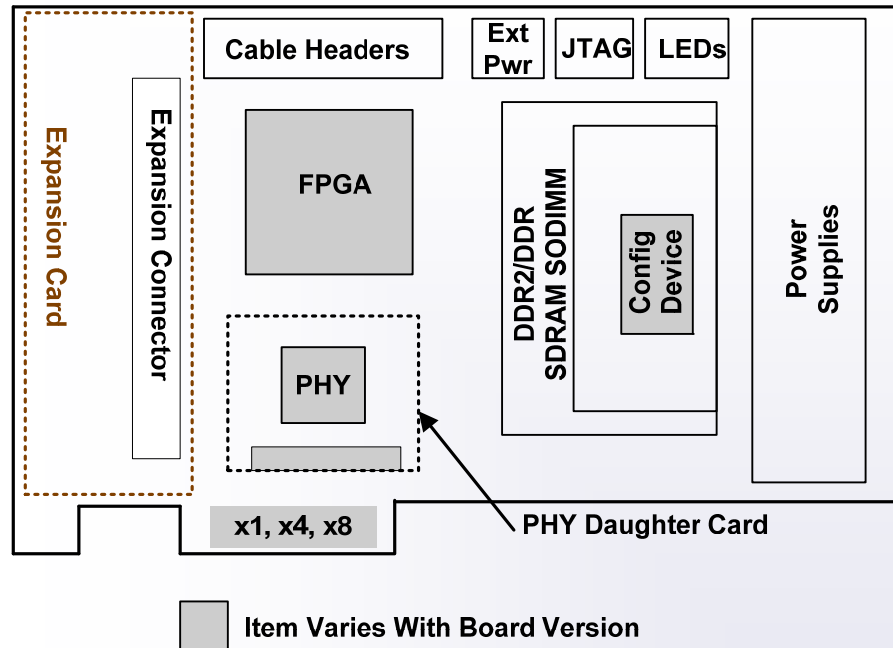 Cable Headers
Ext
Pwr
JTAG
LEDs
Expansion Card
Expansion Connector
FPGA
DDR2/DDR
SDRAM SODIMM
Config
Device
Power
Supplies
PHY
x1, x4, x8
PHY Daughter Card
Item Varies With Board Version